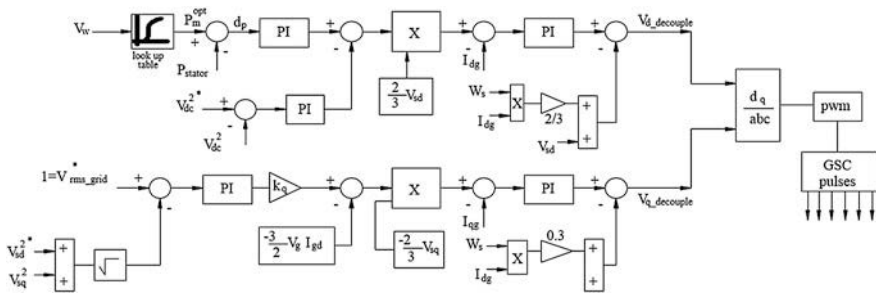 V_w
look up
table
P_m^opt
d_p
PI
P_stator
V_dc^2*
V_dc^2
PI
X
2/3 V_sd
I_dg
PI
W_s
I_dg
X
2/3
V_sd
+
+
V_d_decouple
d_q
abc
pwm
GSC
pulses
1=V*_rms_grid
PI
k_q
X
I_qg
PI
V_q_decouple
V_sd^2*
V_sq^2
+
+
√
-3/2 V_g I_gd
-2/3 V_sq
W_s
I_dg
X
0.3
+
+